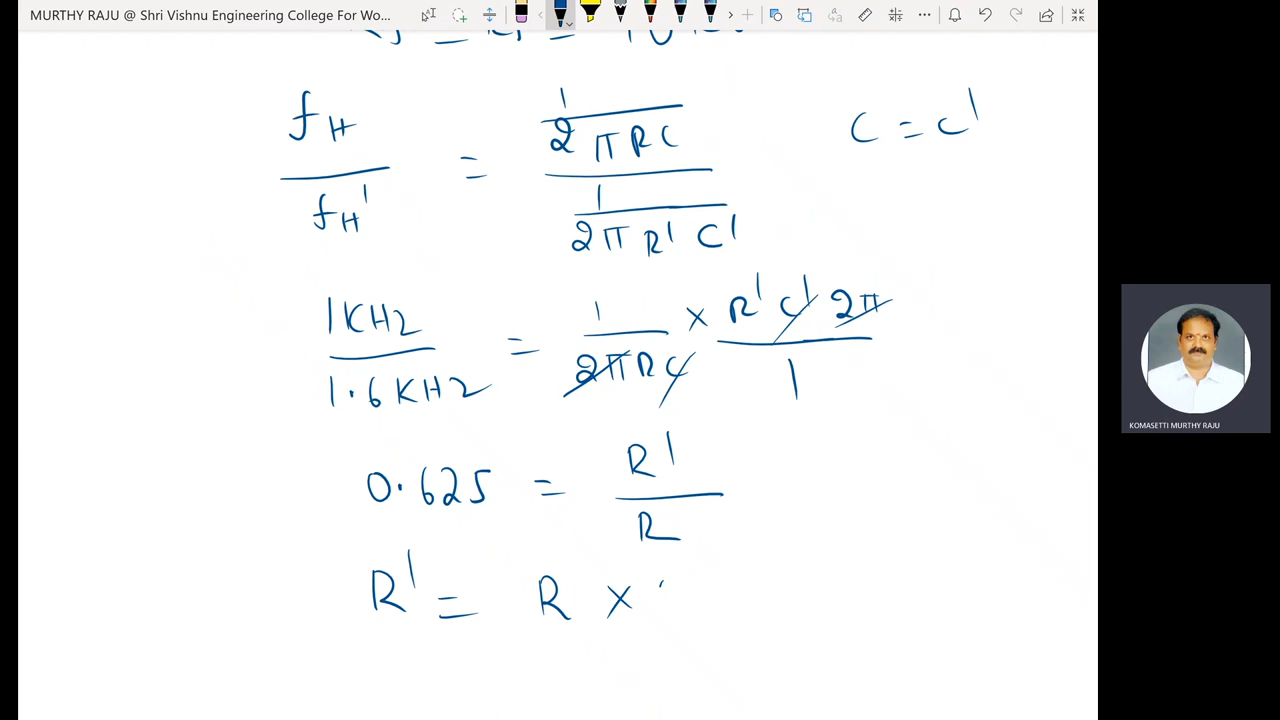 MURTHY RAJU @ Shri Vishnu Engineering College For Wo...
fH / fH' = (1 / 2πRC) / (1 / 2πR'C') C = C'
1KHz / 1.6KHz = 1 / 2πRC × R'C'2π / 1
0.625 = R' / R
R' = R ×
KOMASETTI MURTHY RAJU